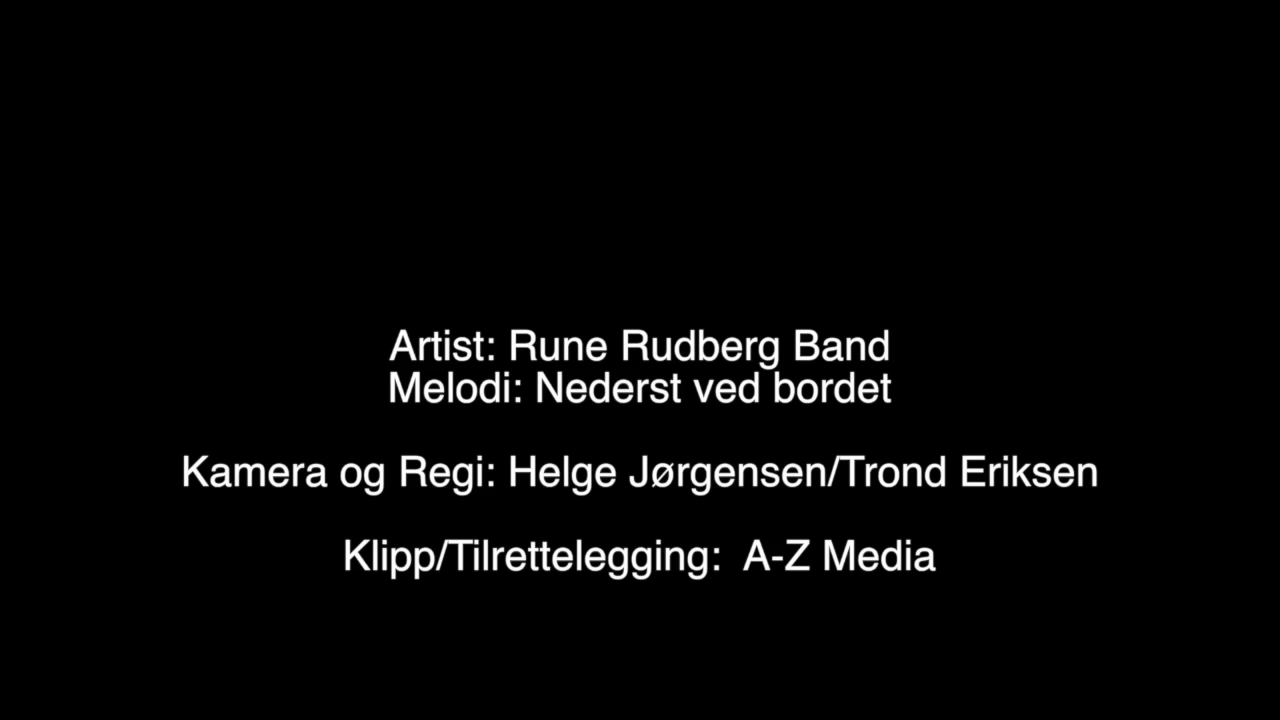 Artist: Rune Rudberg Band
Melodi: Nederst ved bordet
Kamera og Regi: Helge Jørgensen/Trond Eriksen
Klipp/Tilrettelegging:  A-Z Media